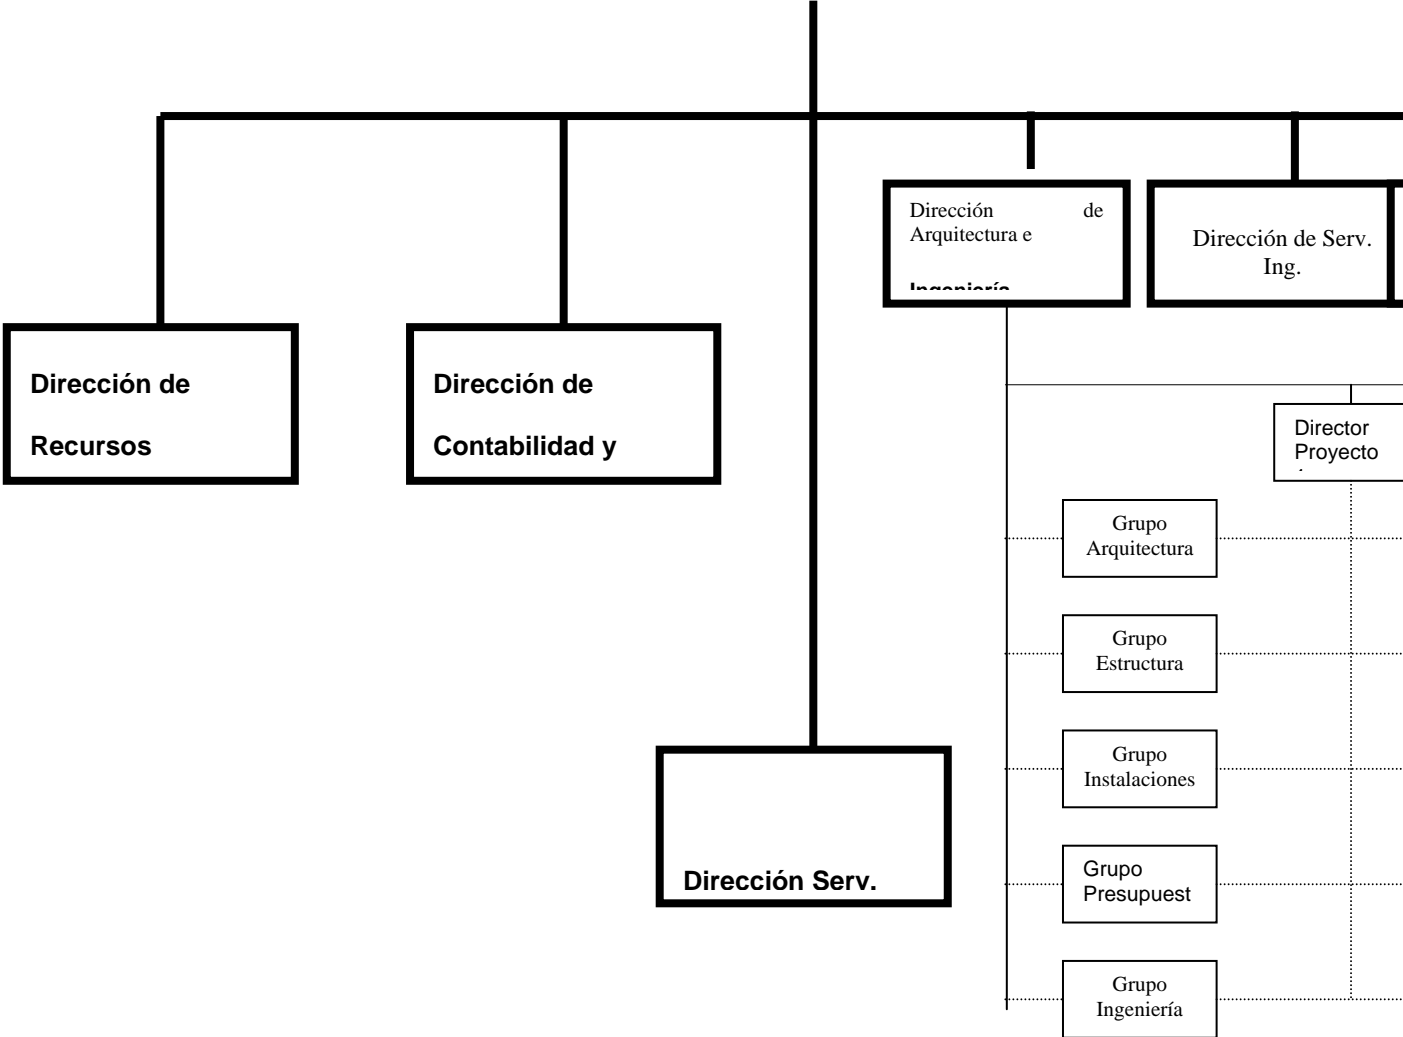 Dirección de
Arquitectura e
Ingeniería
Dirección de Serv.
Ing.
Dirección de
Recursos
Dirección de
Contabilidad y
Director
Proyecto
Grupo
Arquitectura
Grupo
Estructura
Grupo
Instalaciones
Dirección Serv.
Grupo
Presupuest
Grupo
Ingeniería